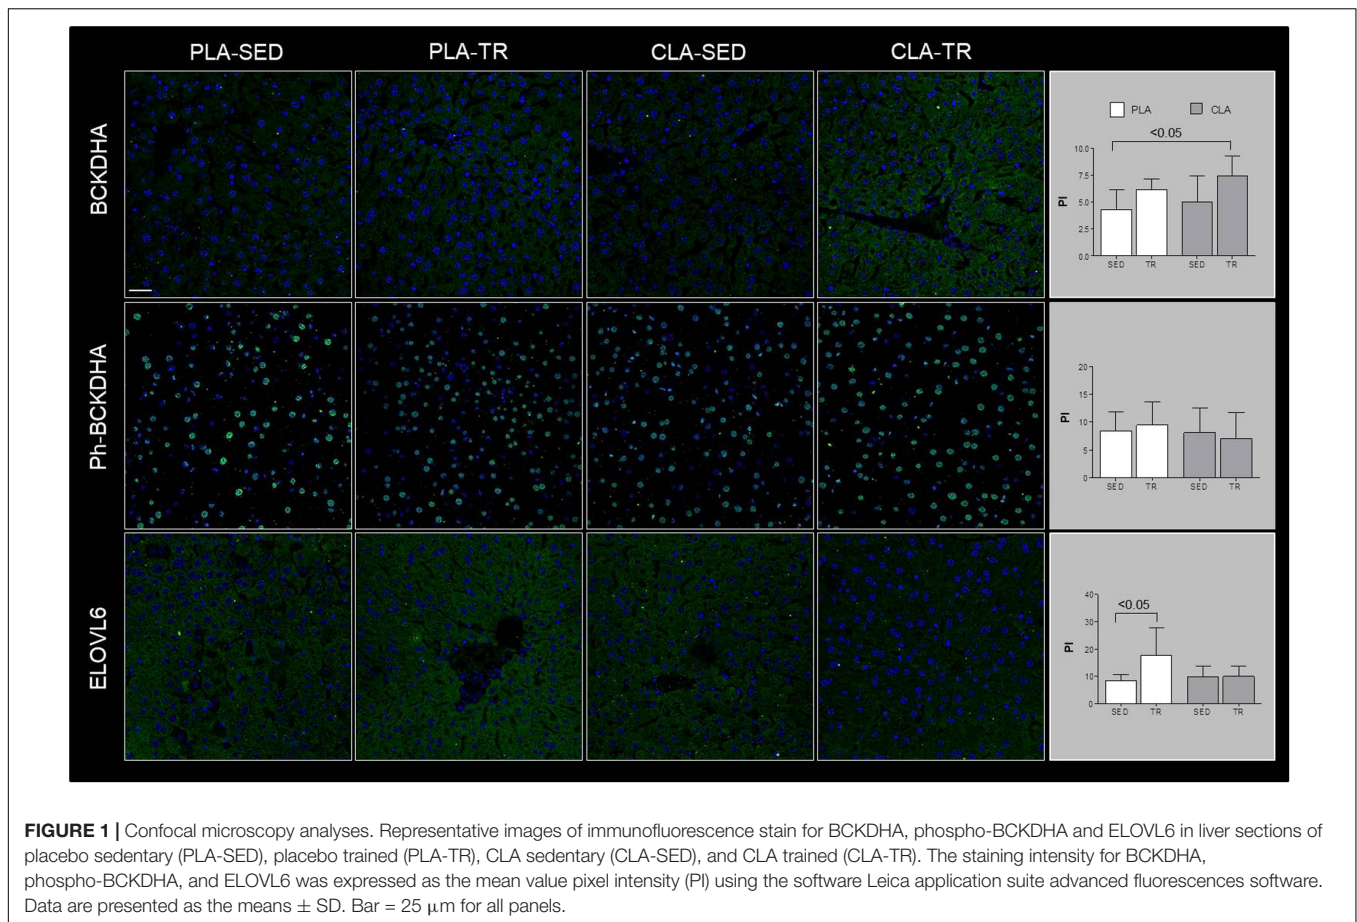 PLA-SED PLA-TR CLA-SED CLA-TR
BCKDHA
PLA CLA
<0.05
10.0
7.5
5.0
2.5
0.0
PI
SED TR SED TR
Ph-BCKDHA
20
15
10
5
0
PI
SED TR SED TR
ELOVL6
<0.05
40
30
20
10
0
PI
SED TR SED TR
FIGURE 1 | Confocal microscopy analyses. Representative images of immunofluorescence stain for BCKDHA, phospho-BCKDHA and ELOVL6 in liver sections of
placebo sedentary (PLA-SED), placebo trained (PLA-TR), CLA sedentary (CLA-SED), and CLA trained (CLA-TR). The staining intensity for BCKDHA,
phospho-BCKDHA, and ELOVL6 was expressed as the mean value pixel intensity (PI) using the software Leica application suite advanced fluorescences software.
Data are presented as the means ± SD. Bar = 25 μm for all panels.